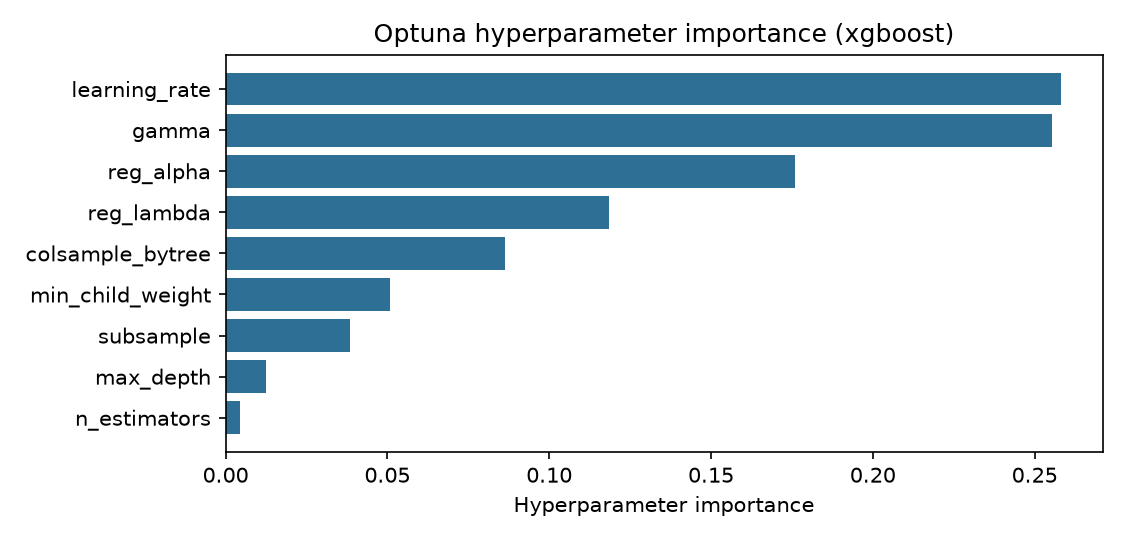 Optuna hyperparameter importance (xgboost)
learning_rate
gamma
reg_alpha
reg_lambda
colsample_bytree
min_child_weight
subsample
max_depth
n_estimators
0.00 0.05 0.10 0.15 0.20 0.25
Hyperparameter importance